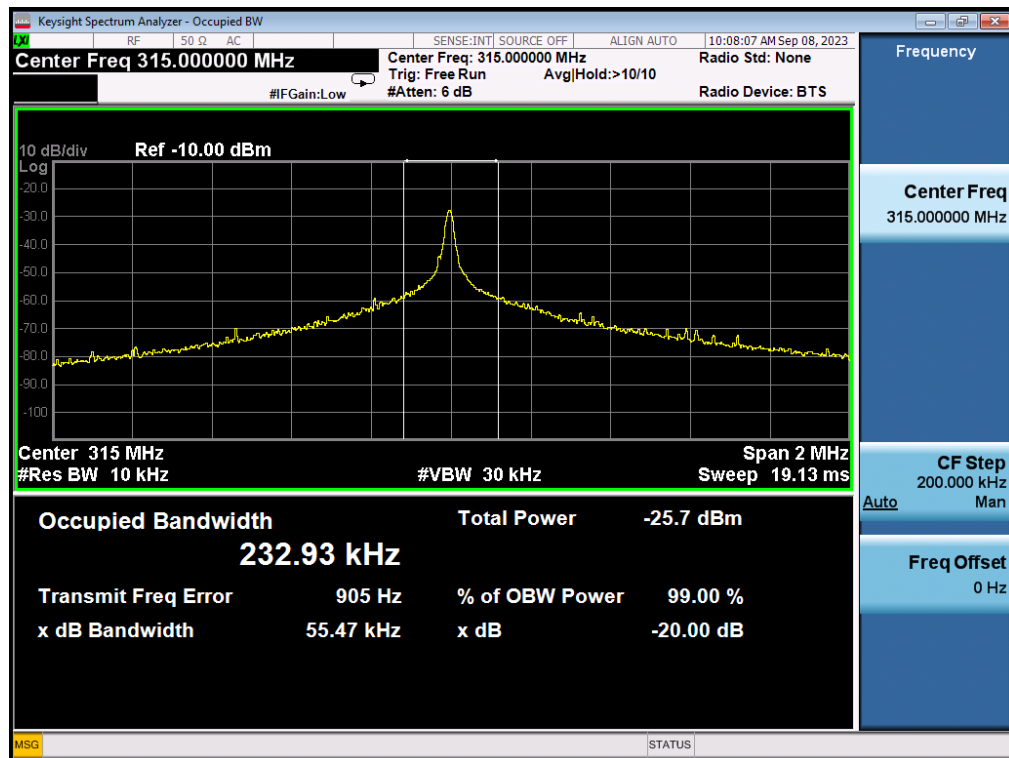 Keysight Spectrum Analyzer - Occupied BW
LXI RF 50 Ω AC SENSE:INT SOURCE OFF ALIGN AUTO 10:08:07 AM Sep 08, 2023
Center Freq 315.000000 MHz
Center Freq: 315.000000 MHz Radio Std: None
Trig: Free Run Avg|Hold:>10/10
#IFGain:Low #Atten: 6 dB Radio Device: BTS
10 dB/div Ref -10.00 dBm
Log
-20.0
-30.0
-40.0
-50.0
-60.0
-70.0
-80.0
-90.0
-100
Center 315 MHz Span 2 MHz
#Res BW 10 kHz #VBW 30 kHz Sweep 19.13 ms
Occupied Bandwidth Total Power -25.7 dBm
232.93 kHz
Transmit Freq Error 905 Hz % of OBW Power 99.00 %
x dB Bandwidth 55.47 kHz x dB -20.00 dB
Frequency
Center Freq
315.000000 MHz
CF Step
200.000 kHz
Auto Man
Freq Offset
0 Hz
MSG STATUS